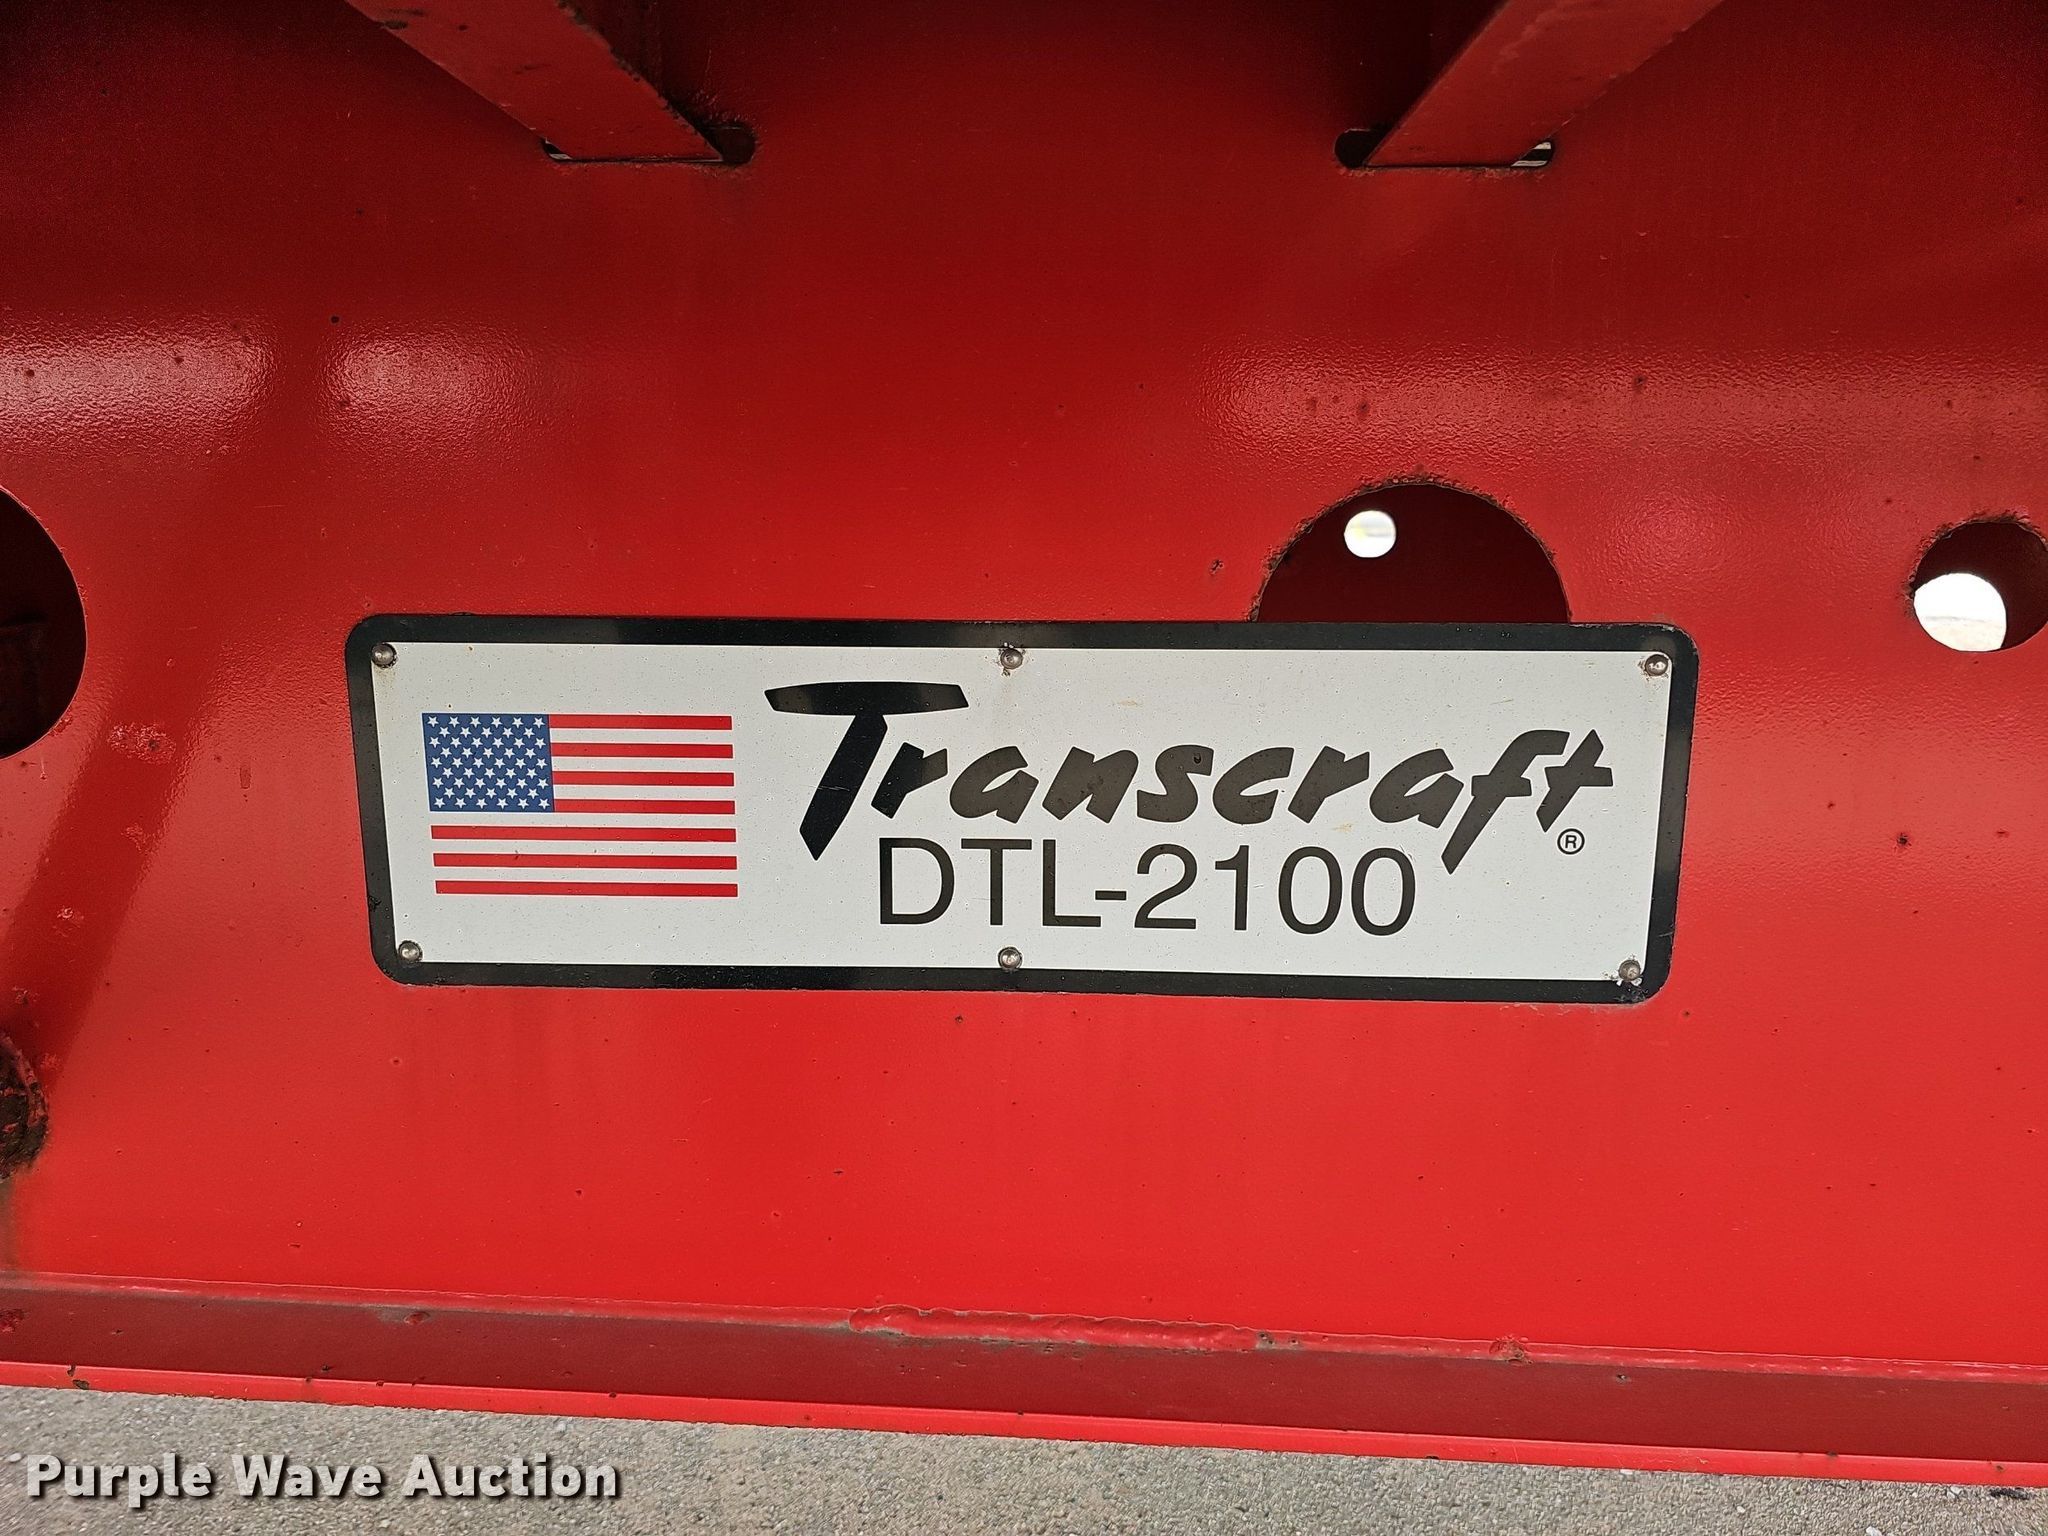 Transcraft®
DTL-2100
Purple Wave Auction